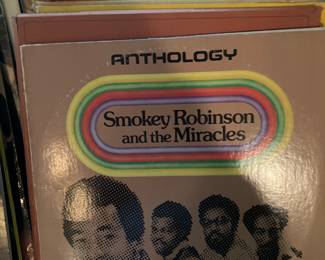 ANTHOLOGY
Smokey Robinson
and the Miracles